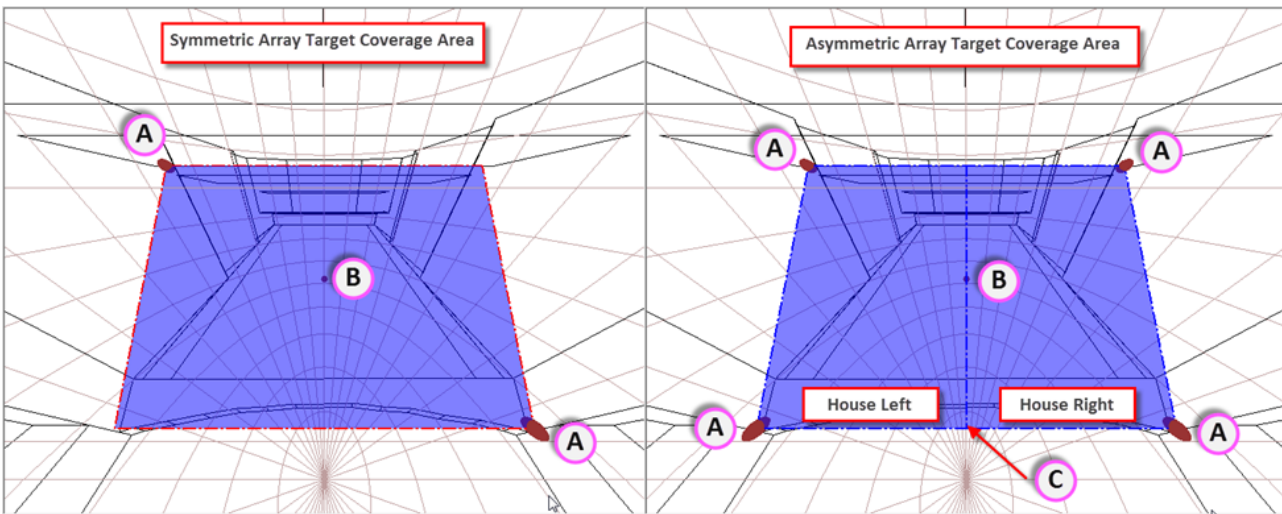 Symmetric Array Target Coverage Area
A
B
A
Asymmetric Array Target Coverage Area
A
A
B
House Left
House Right
A
A
C